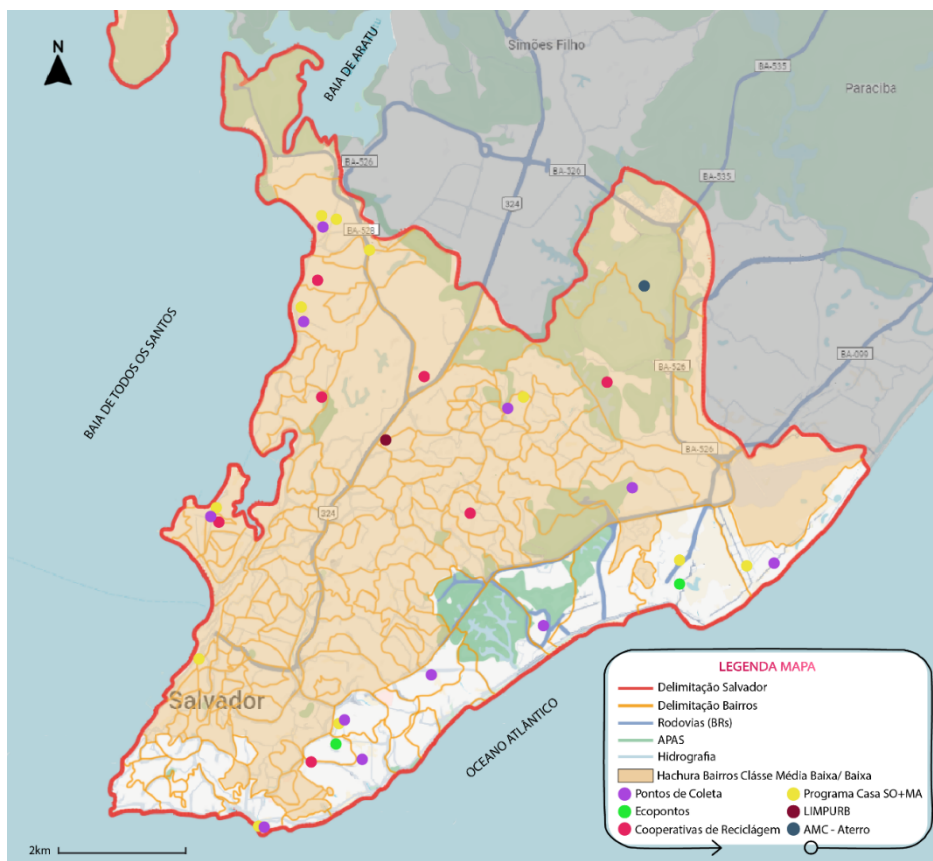 N
BAIA DE ARATU
Simões Filho
BA-535
Paraciba
BA-526
BA-526
BA-535
324
BA-528
BAIA DE TODOS OS SANTOS
BA-526
BA-099
BA-526
324
Salvador
OCEANO ATLÂNTICO
2km
LEGENDA MAPA
Delimitação Salvador
Delimitação Bairros
Rodovias (BRs)
APAS
Hidrografia
Hachura Bairros Clásse Média Baixa/ Baixa
Pontos de Coleta
Programa Casa SO+MA
Ecopontos
LIMPURB
Cooperativas de Reciclágem
AMC - Aterro